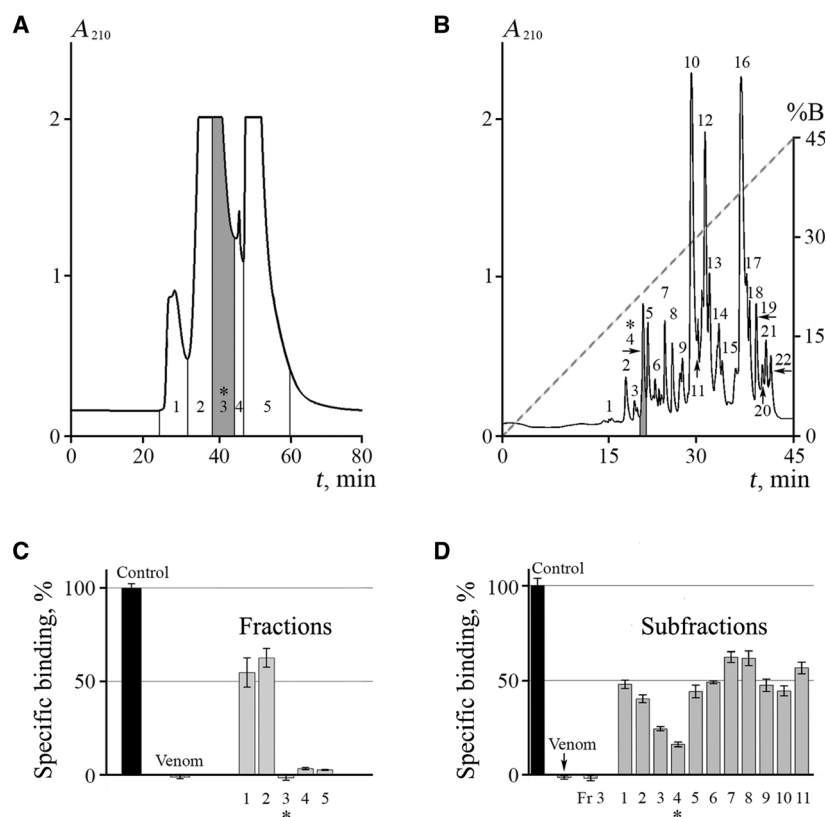 A
A 210
2
1
0
1
2
*
3
4
5
0
20
40
60
80
t, min
B
A 210
%B
2
1
0
45
30
15
0
10
16
12
13
7
17
*
4
5
8
14
18
19
2
6
9
15
21
3
22
1
11
20
0
15
30
45
t, min
C
Specific binding, %
100
50
0
Control
Fractions
Venom
1 2 3 4 5
*
D
Specific binding, %
100
50
0
Control
Subfractions
Venom
Fr 3 1 2 3 4 5 6 7 8 9 10 11
*